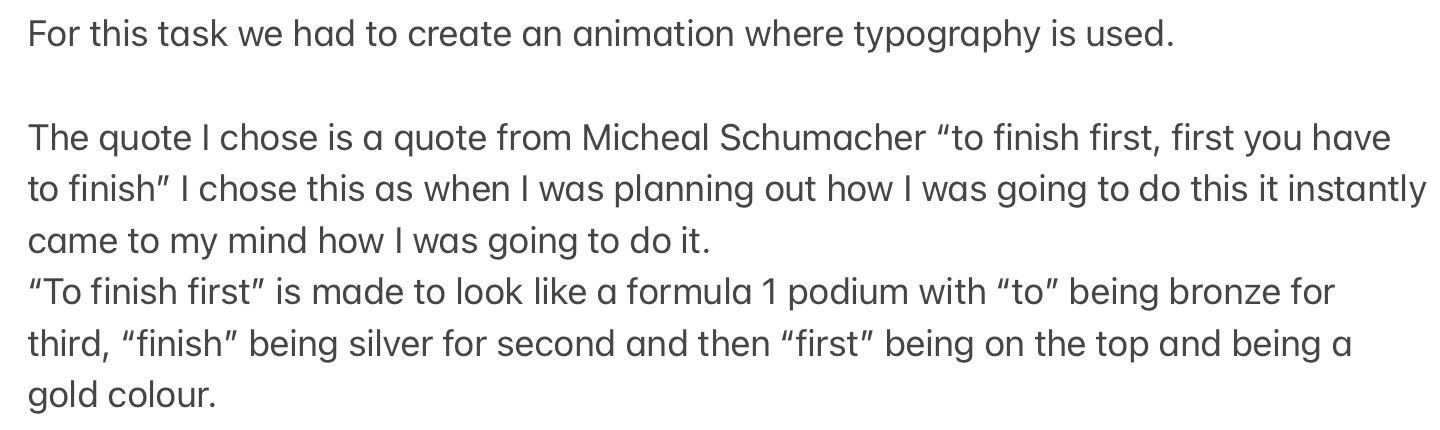 For this task we had to create an animation where typography is used.
The quote I chose is a quote from Micheal Schumacher “to finish first, first you have
to finish” I chose this as when I was planning out how I was going to do this it instantly
came to my mind how I was going to do it.
“To finish first” is made to look like a formula 1 podium with “to” being bronze for
third, “finish” being silver for second and then “first” being on the top and being a
gold colour.